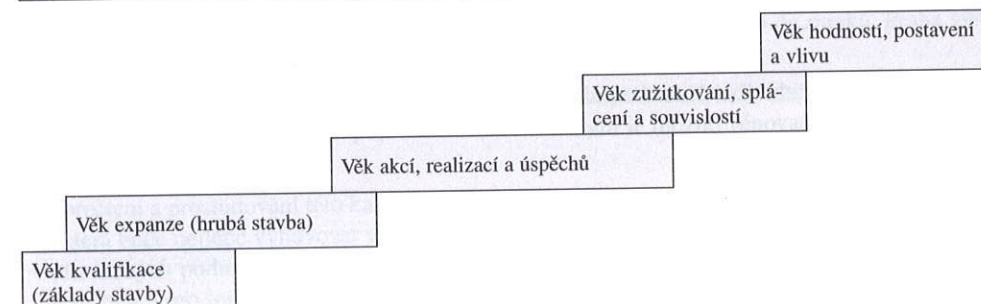 Věk hodností, postavení
a vlivu
Věk zužitkování, splá-
cení a souvislostí
Věk akcí, realizací a úspěchů
Věk expanze (hrubá stavba)
Věk kvalifikace
(základy stavby)